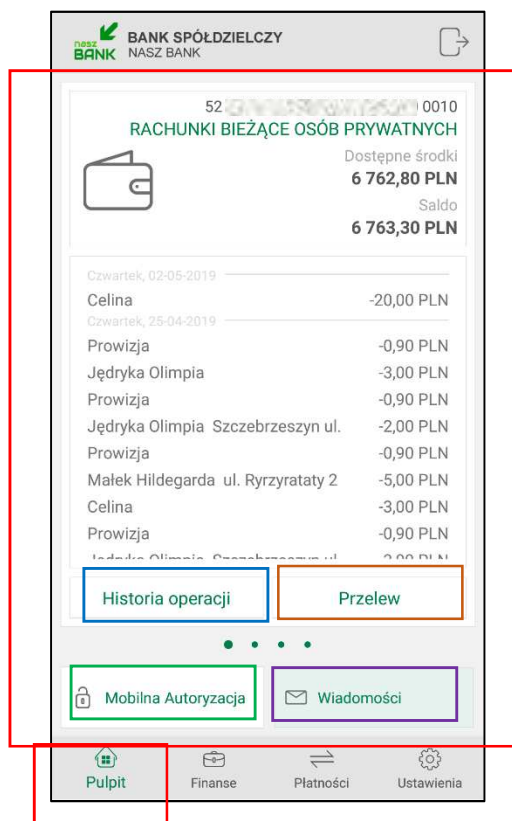 nasz BANK
BANK SPÓŁDZIELCZY
NASZ BANK
52 0010
RACHUNKI BIEŻĄCE OSÓB PRYWATNYCH
Dostępne środki
6 762,80 PLN
Saldo
6 763,30 PLN
Czwartek, 02-05-2019
Celina -20,00 PLN
Czwartek, 25-04-2019
Prowizja -0,90 PLN
Jędryka Olimpia -3,00 PLN
Prowizja -0,90 PLN
Jędryka Olimpia Szczebrzeszyn ul. -2,00 PLN
Prowizja -0,90 PLN
Małek Hildegarda ul. Ryrzyrataty 2 -5,00 PLN
Celina -3,00 PLN
Prowizja -0,90 PLN
Historia operacji Przelew
Mobilna Autoryzacja Wiadomości
Pulpit Finanse Płatności Ustawienia